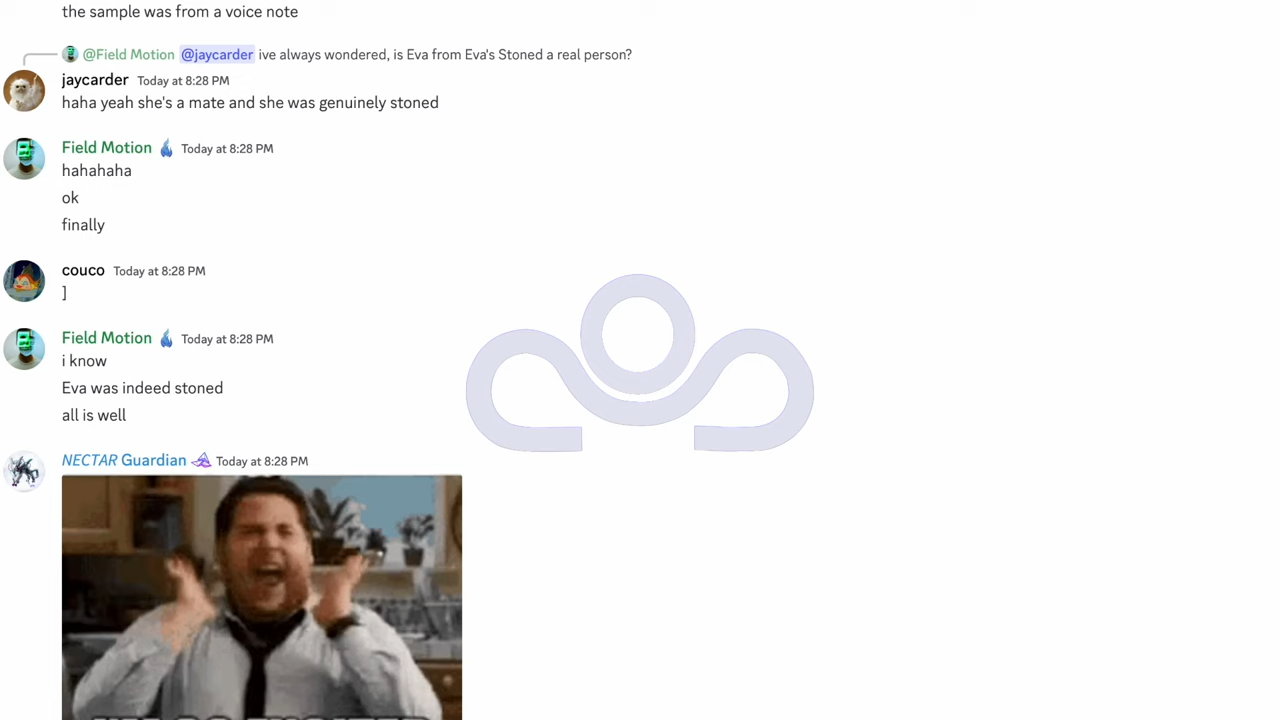 the sample was from a voice note
@Field Motion @jaycarder ive always wondered, is Eva from Eva's Stoned a real person?
jaycarder Today at 8:28 PM
haha yeah she's a mate and she was genuinely stoned
Field Motion Today at 8:28 PM
hahahaha
ok
finally
couco Today at 8:28 PM
]
Field Motion Today at 8:28 PM
i know
Eva was indeed stoned
all is well
NECTAR Guardian Today at 8:28 PM